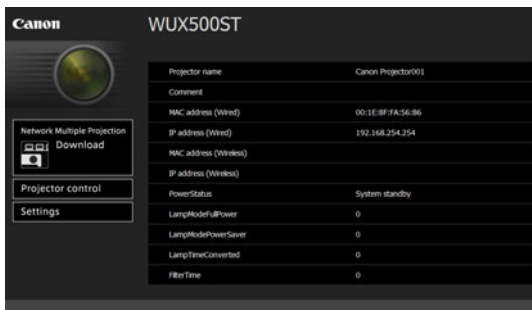 Canon
WUX500ST
Network Multiple Projection
Download
Projector control
Settings
Projector name Canon Projector001
Comment
MAC address (Wired) 00:1E:8F:FA:56:86
IP address (Wired) 192.168.254.254
MAC address (Wireless)
IP address (Wireless)
PowerStatus System standby
LampModeFullPower 0
LampModePowerSaver 0
LampTimeConverted 0
FilterTime 0